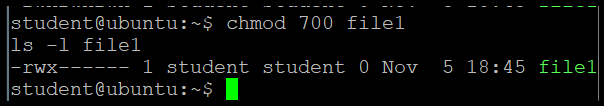 student@ubuntu:~$ chmod 700 file1
ls -l file1
-rwx------ 1 student student 0 Nov  5 18:45 file1
student@ubuntu:~$